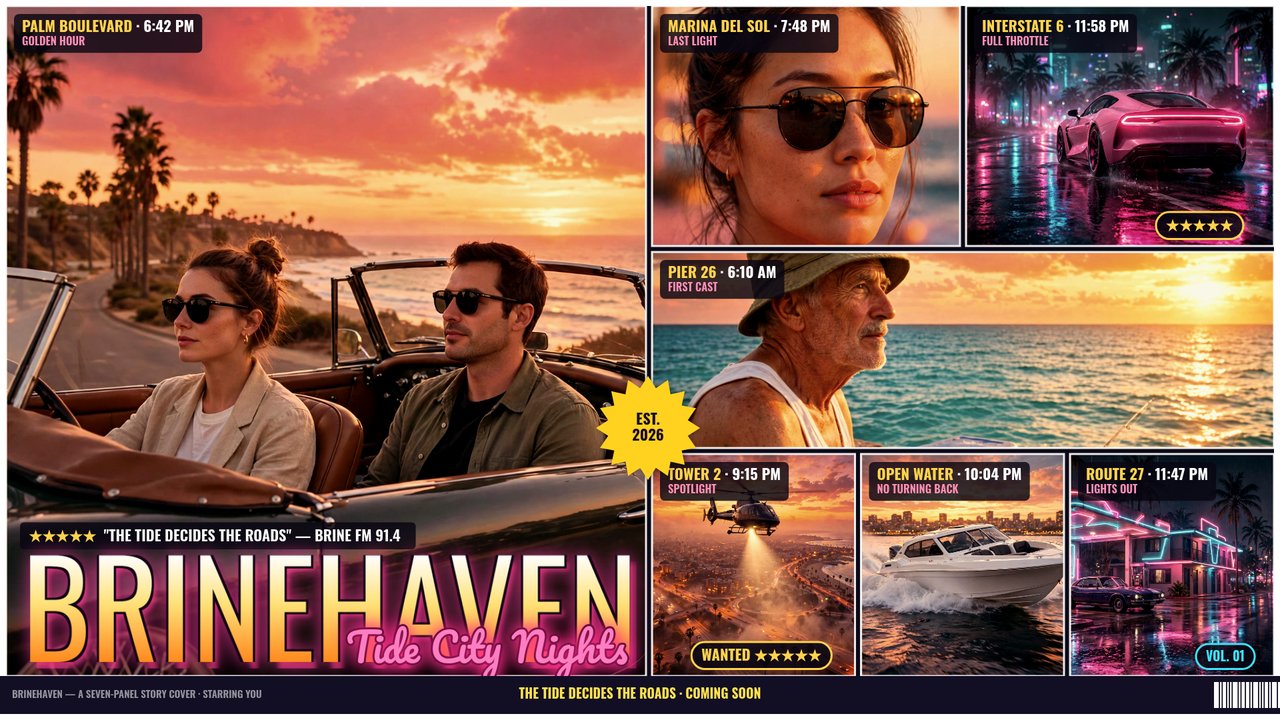 PALM BOULEVARD · 6:42 PM
GOLDEN HOUR
MARINA DEL SOL · 7:48 PM
LAST LIGHT
INTERSTATE 6 · 11:58 PM
FULL THROTTLE
★★★★★
PIER 26 · 6:10 AM
FIRST CAST
EST.
2026
TOWER 2 · 9:15 PM
SPOTLIGHT
OPEN WATER · 10:04 PM
NO TURNING BACK
ROUTE 27 · 11:47 PM
LIGHTS OUT
★★★★★ "THE TIDE DECIDES THE ROADS" — BRINE FM 91.4
BRINEHAVEN
Tide City Nights
WANTED ★★★★★
VOL. 01
BRINEHAVEN — A SEVEN-PANEL STORY COVER · STARRING YOU
THE TIDE DECIDES THE ROADS · COMING SOON